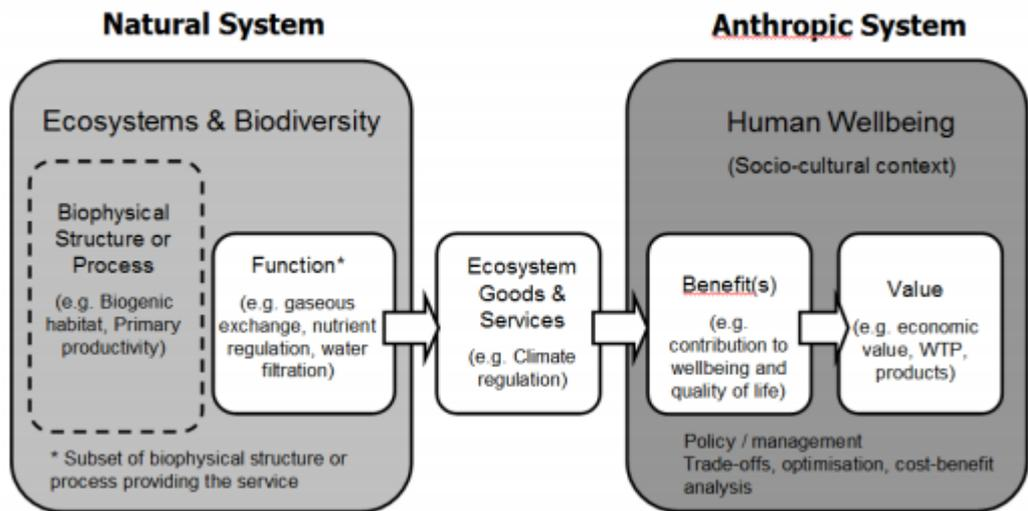 Natural System
Anthropic System
Ecosystems & Biodiversity
Biophysical
Structure or
Process
(e.g. Biogenic
habitat, Primary
productivity)
Function*
(e.g. gaseous
exchange, nutrient
regulation, water
filtration)
* Subset of biophysical structure or
process providing the service
Ecosystem
Goods &
Services
(e.g. Climate
regulation)
Human Wellbeing
(Socio-cultural context)
Benefit(s)
(e.g.
contribution to
wellbeing and
quality of life)
Value
(e.g. economic
value, WTP,
products)
Policy / management
Trade-offs, optimisation, cost-benefit
analysis